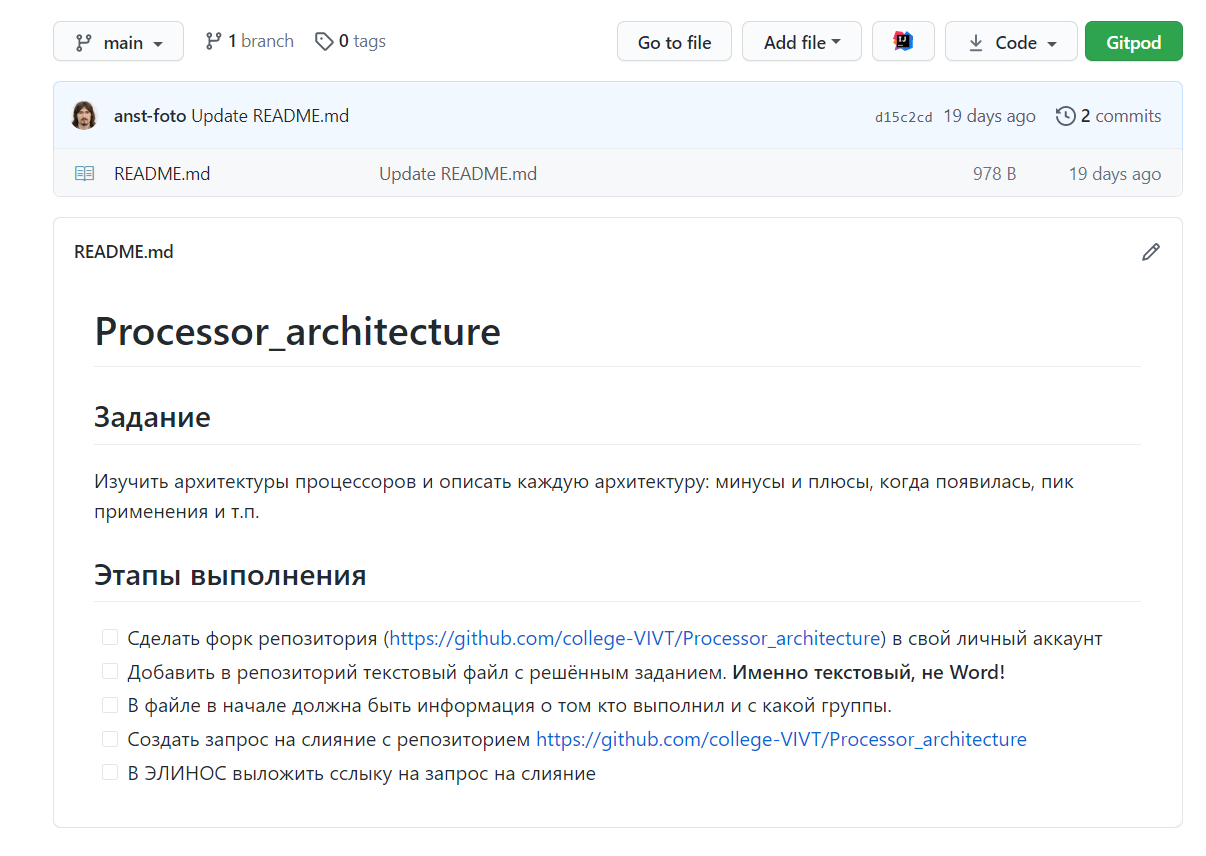 main
1 branch
0 tags
Go to file
Add file
IJ
Code
Gitpod
anst-foto Update README.md
d15c2cd 19 days ago
2 commits
README.md
Update README.md
978 B
19 days ago
README.md
Processor_architecture
Задание
Изучить архитектуры процессоров и описать каждую архитектуру: минусы и плюсы, когда появилась, пик
применения и т.п.
Этапы выполнения
Сделать форк репозитория (https://github.com/college-VIVT/Processor_architecture) в свой личный аккаунт
Добавить в репозиторий текстовый файл с решённым заданием. Именно текстовый, не Word!
В файле в начале должна быть информация о том кто выполнил и с какой группы.
Создать запрос на слияние с репозиторием https://github.com/college-VIVT/Processor_architecture
В ЭЛИНОС выложить сслыку на запрос на слияние